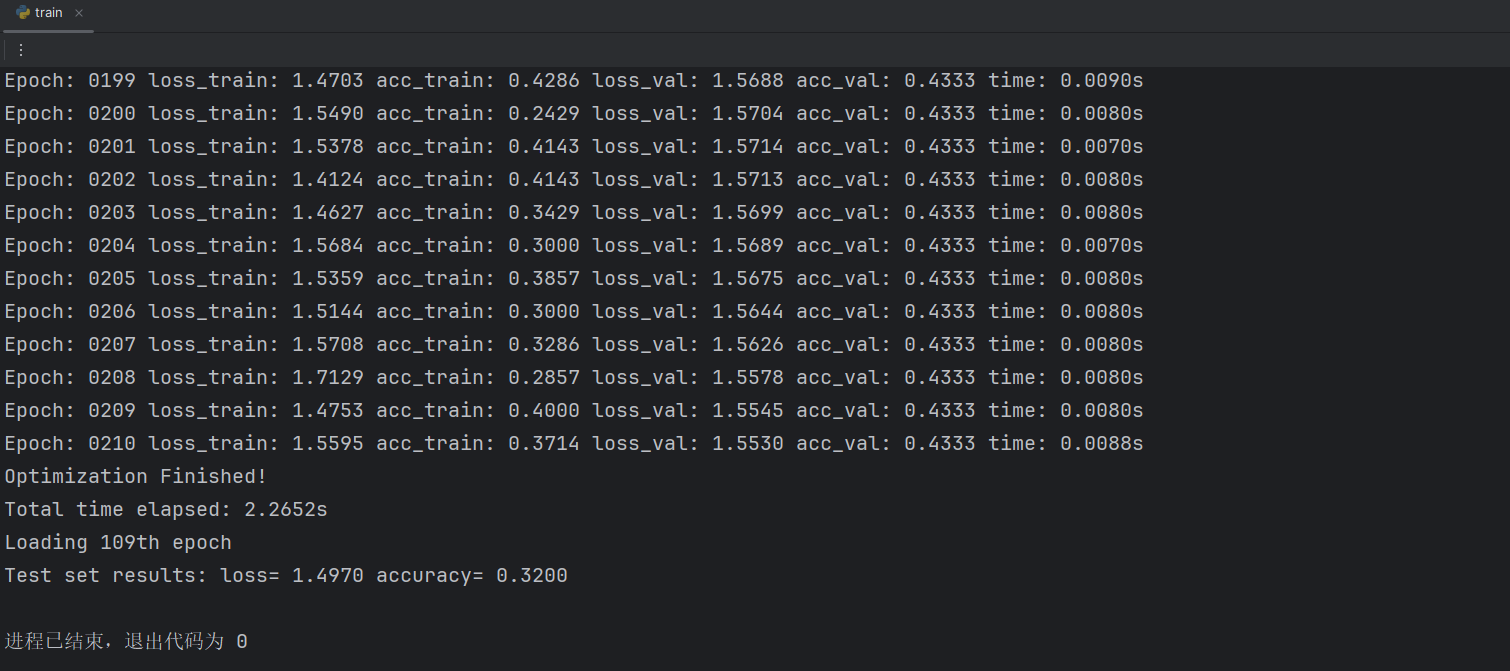 train
Epoch: 0199 loss_train: 1.4703 acc_train: 0.4286 loss_val: 1.5688 acc_val: 0.4333 time: 0.0090s
Epoch: 0200 loss_train: 1.5490 acc_train: 0.2429 loss_val: 1.5704 acc_val: 0.4333 time: 0.0080s
Epoch: 0201 loss_train: 1.5378 acc_train: 0.4143 loss_val: 1.5714 acc_val: 0.4333 time: 0.0070s
Epoch: 0202 loss_train: 1.4124 acc_train: 0.4143 loss_val: 1.5713 acc_val: 0.4333 time: 0.0080s
Epoch: 0203 loss_train: 1.4627 acc_train: 0.3429 loss_val: 1.5699 acc_val: 0.4333 time: 0.0080s
Epoch: 0204 loss_train: 1.5684 acc_train: 0.3000 loss_val: 1.5689 acc_val: 0.4333 time: 0.0070s
Epoch: 0205 loss_train: 1.5359 acc_train: 0.3857 loss_val: 1.5675 acc_val: 0.4333 time: 0.0080s
Epoch: 0206 loss_train: 1.5144 acc_train: 0.3000 loss_val: 1.5644 acc_val: 0.4333 time: 0.0080s
Epoch: 0207 loss_train: 1.5708 acc_train: 0.3286 loss_val: 1.5626 acc_val: 0.4333 time: 0.0080s
Epoch: 0208 loss_train: 1.7129 acc_train: 0.2857 loss_val: 1.5578 acc_val: 0.4333 time: 0.0080s
Epoch: 0209 loss_train: 1.4753 acc_train: 0.4000 loss_val: 1.5545 acc_val: 0.4333 time: 0.0080s
Epoch: 0210 loss_train: 1.5595 acc_train: 0.3714 loss_val: 1.5530 acc_val: 0.4333 time: 0.0088s
Optimization Finished!
Total time elapsed: 2.2652s
Loading 109th epoch
Test set results: loss= 1.4970 accuracy= 0.3200
进程已结束，退出代码为 0